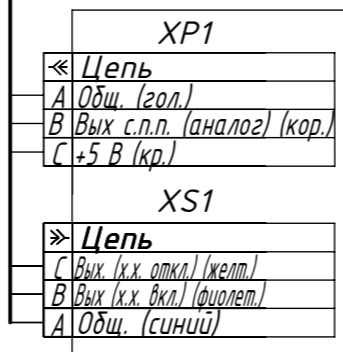 XP1
Цепь
A Общ. (гол.)
B Вых с.п.п. (аналог) (кор.)
C +5 В (кр.)
XS1
Цепь
C Вых. (х.х. откл.) (желт.)
B Вых (х.х. вкл.) (фиолет.)
A Общ. (синий)